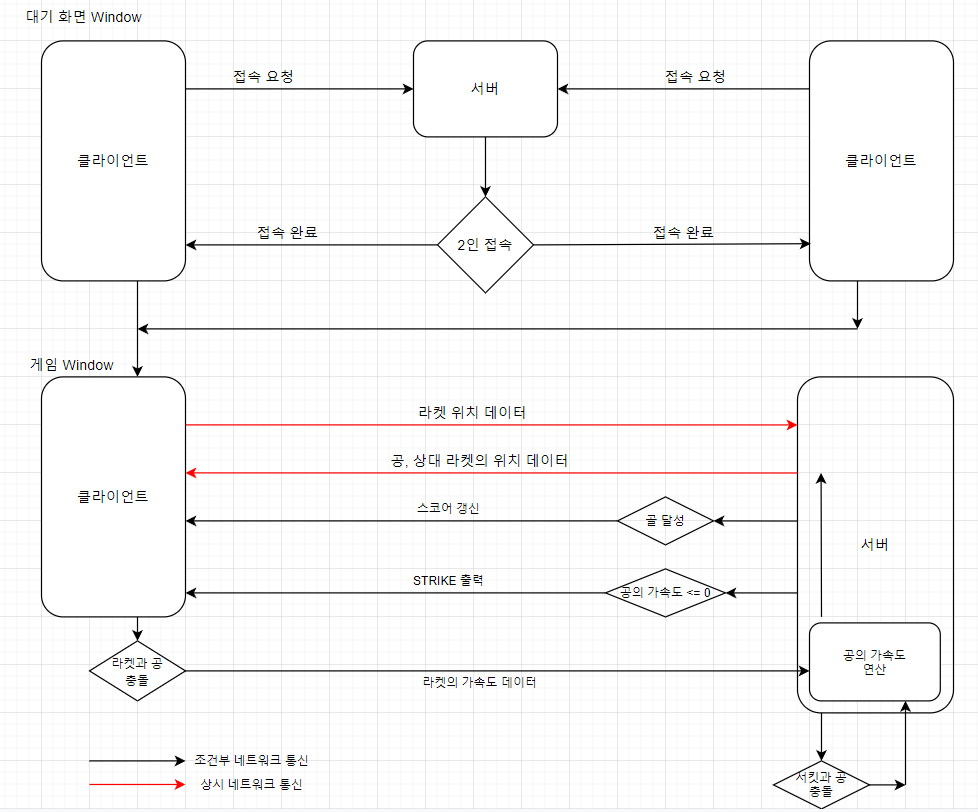 대기 화면 Window
접속 요청
접속 요청
서버
클라이언트
클라이언트
접속 완료
2인 접속
접속 완료
게임 Window
라켓 위치 데이터
공, 상대 라켓의 위치 데이터
클라이언트
스코어 갱신
골 달성
서버
STRIKE 출력
공의 가속도 <= 0
라켓과 공
충돌
라켓의 가속도 데이터
공의 가속도
연산
조건부 네트워크 통신
상시 네트워크 통신
서킷과 공
충돌